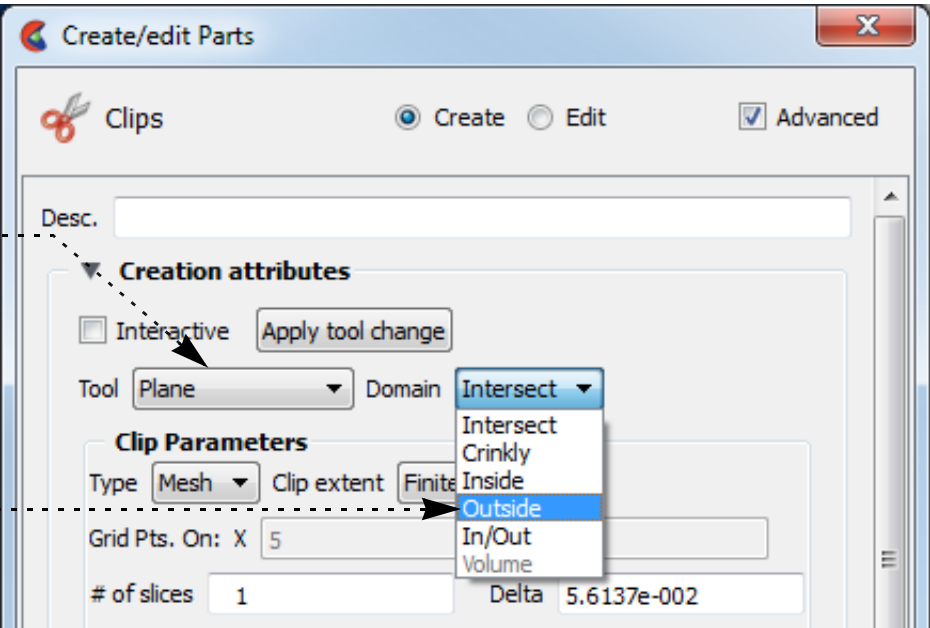 Create/edit Parts
Clips Create Edit Advanced
Desc.
Creation attributes
Interactive Apply tool change
Tool Plane Domain Intersect
Intersect
Clip Parameters
Crinkly
Type Mesh Clip extent Finite Inside
Outside
Grid Pts. On: X 5 In/Out
Volume
# of slices 1 Delta 5.6137e-002